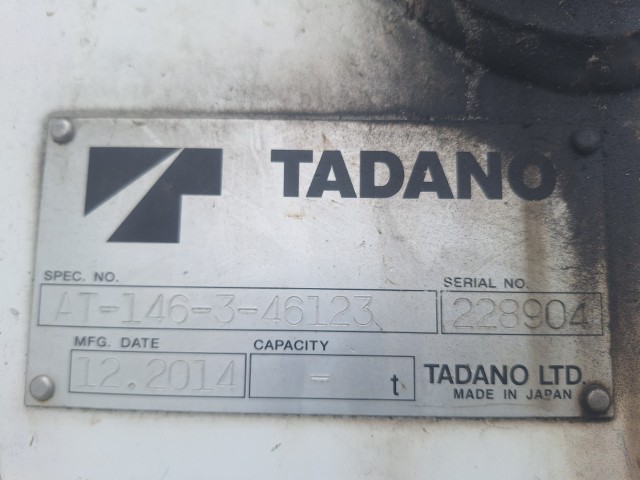 TADANO
SPEC. NO.
SERIAL NO.
AT-146-3-46123
228904
MFG. DATE
CAPACITY
12.2014
- t
TADANO LTD.
MADE IN JAPAN